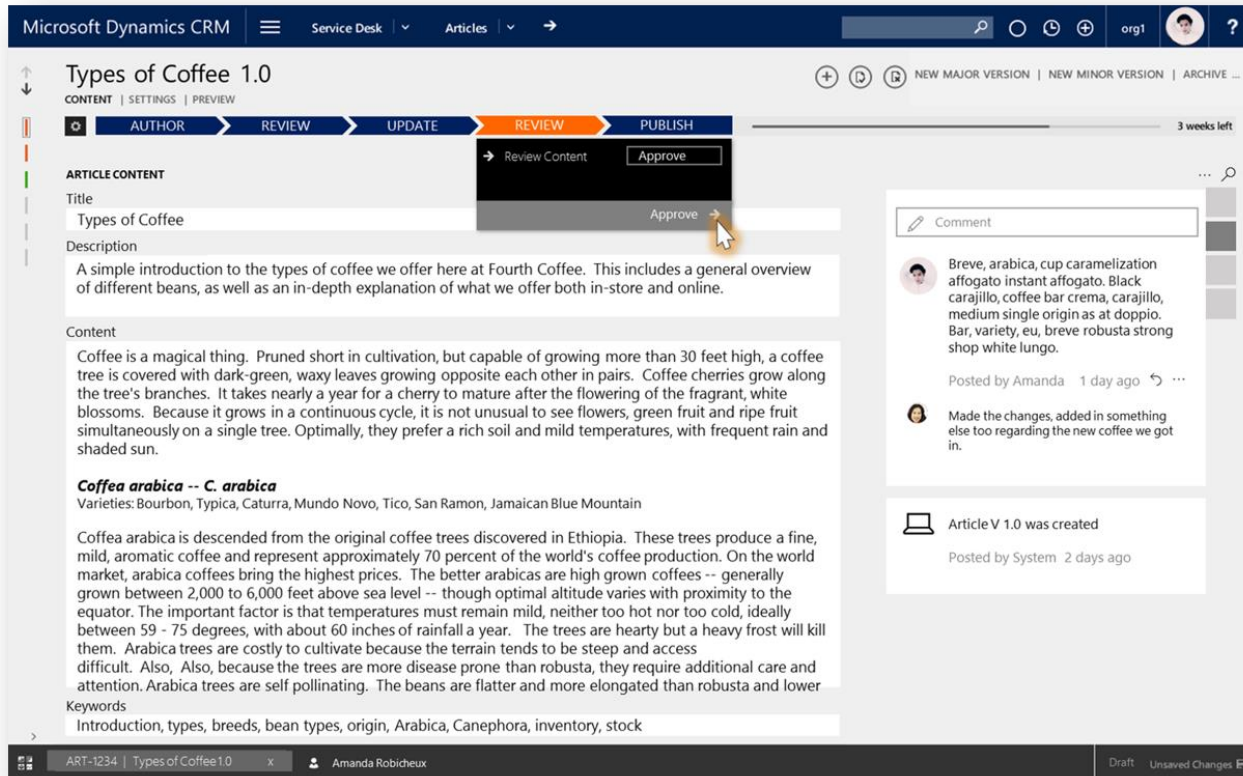 Microsoft Dynamics CRM
Service Desk
Articles
org1
?
Types of Coffee 1.0
NEW MAJOR VERSION | NEW MINOR VERSION | ARCHIVE ...
CONTENT | SETTINGS | PREVIEW
AUTHOR
REVIEW
UPDATE
REVIEW
PUBLISH
3 weeks left
Review Content
Approve
Approve
ARTICLE CONTENT
...
Title
Types of Coffee
Description
A simple introduction to the types of coffee we offer here at Fourth Coffee. This includes a general overview
of different beans, as well as an in-depth explanation of what we offer both in-store and online.
Content
Coffee is a magical thing. Pruned short in cultivation, but capable of growing more than 30 feet high, a coffee
tree is covered with dark-green, waxy leaves growing opposite each other in pairs. Coffee cherries grow along
the tree's branches. It takes nearly a year for a cherry to mature after the flowering of the fragrant, white
blossoms. Because it grows in a continuous cycle, it is not unusual to see flowers, green fruit and ripe fruit
simultaneously on a single tree. Optimally, they prefer a rich soil and mild temperatures, with frequent rain and
shaded sun.
Coffea arabica -- C. arabica
Varieties: Bourbon, Typica, Caturra, Mundo Novo, Tico, San Ramon, Jamaican Blue Mountain
Coffea arabica is descended from the original coffee trees discovered in Ethiopia. These trees produce a fine,
mild, aromatic coffee and represent approximately 70 percent of the world's coffee production. On the world
market, arabica coffees bring the highest prices. The better arabicas are high grown coffees -- generally
grown between 2,000 to 6,000 feet above sea level -- though optimal altitude varies with proximity to the
equator. The important factor is that temperatures must remain mild, neither too hot nor too cold, ideally
between 59 - 75 degrees, with about 60 inches of rainfall a year. The trees are hearty but a heavy frost will kill
them. Arabica trees are costly to cultivate because the terrain tends to be steep and access
difficult. Also, Also, because the trees are more disease prone than robusta, they require additional care and
attention. Arabica trees are self pollinating. The beans are flatter and more elongated than robusta and lower
Keywords
Introduction, types, breeds, bean types, origin, Arabica, Canephora, inventory, stock
Comment
Breve, arabica, cup caramelization
affogato instant affogato. Black
carajillo, coffee bar crema, carajillo,
medium single origin as at doppio.
Bar, variety, eu, breve robusta strong
shop white lungo.
Posted by Amanda 1 day ago ...
Made the changes, added in something
else too regarding the new coffee we got
in.
Article V 1.0 was created
Posted by System 2 days ago
ART-1234 | Types of Coffee1.0 x
Amanda Robicheux
Draft
Unsaved Changes